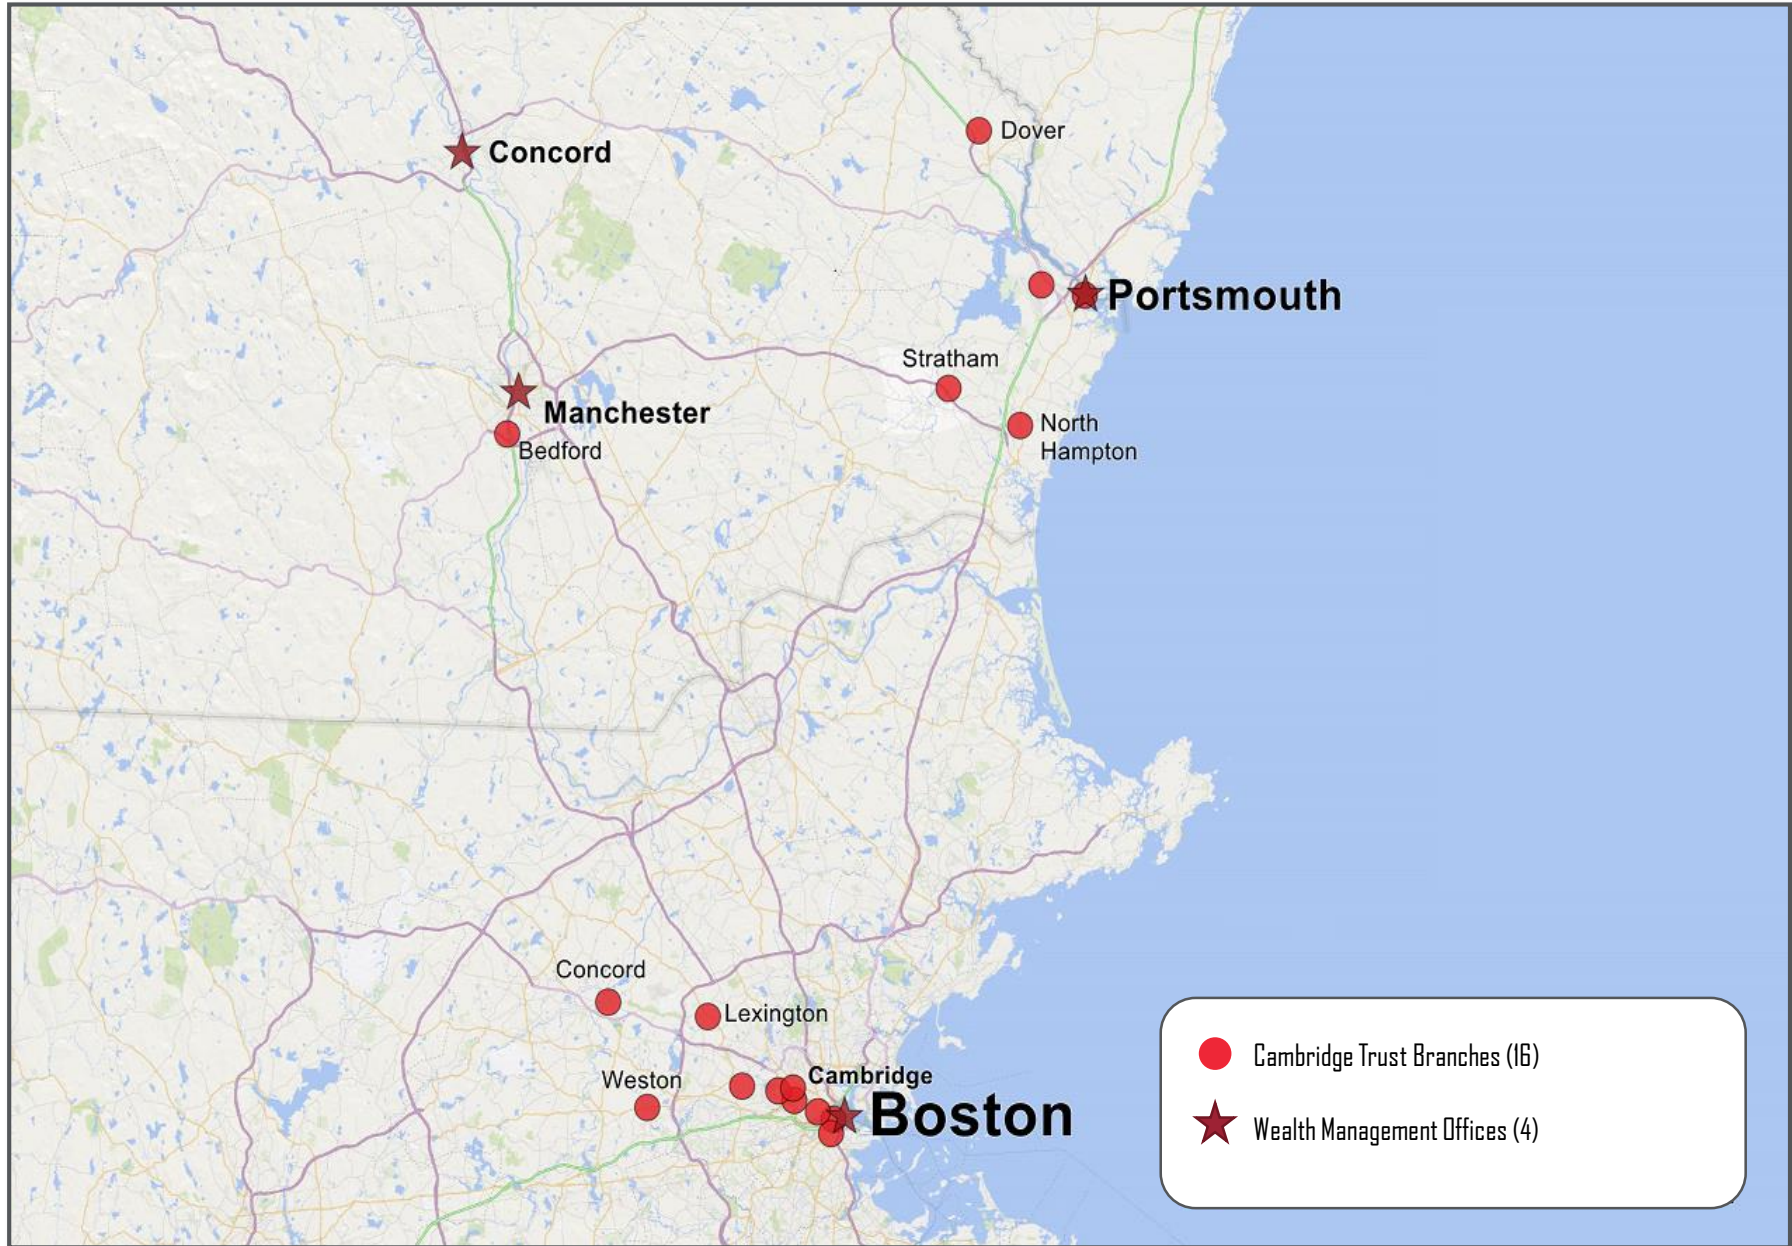 Dover
Concord
Portsmouth
Stratham
Manchester
North
Hampton
Bedford
Concord
Lexington
Weston
Cambridge
Boston
Cambridge Trust Branches (16)
Wealth Management Offices (4)